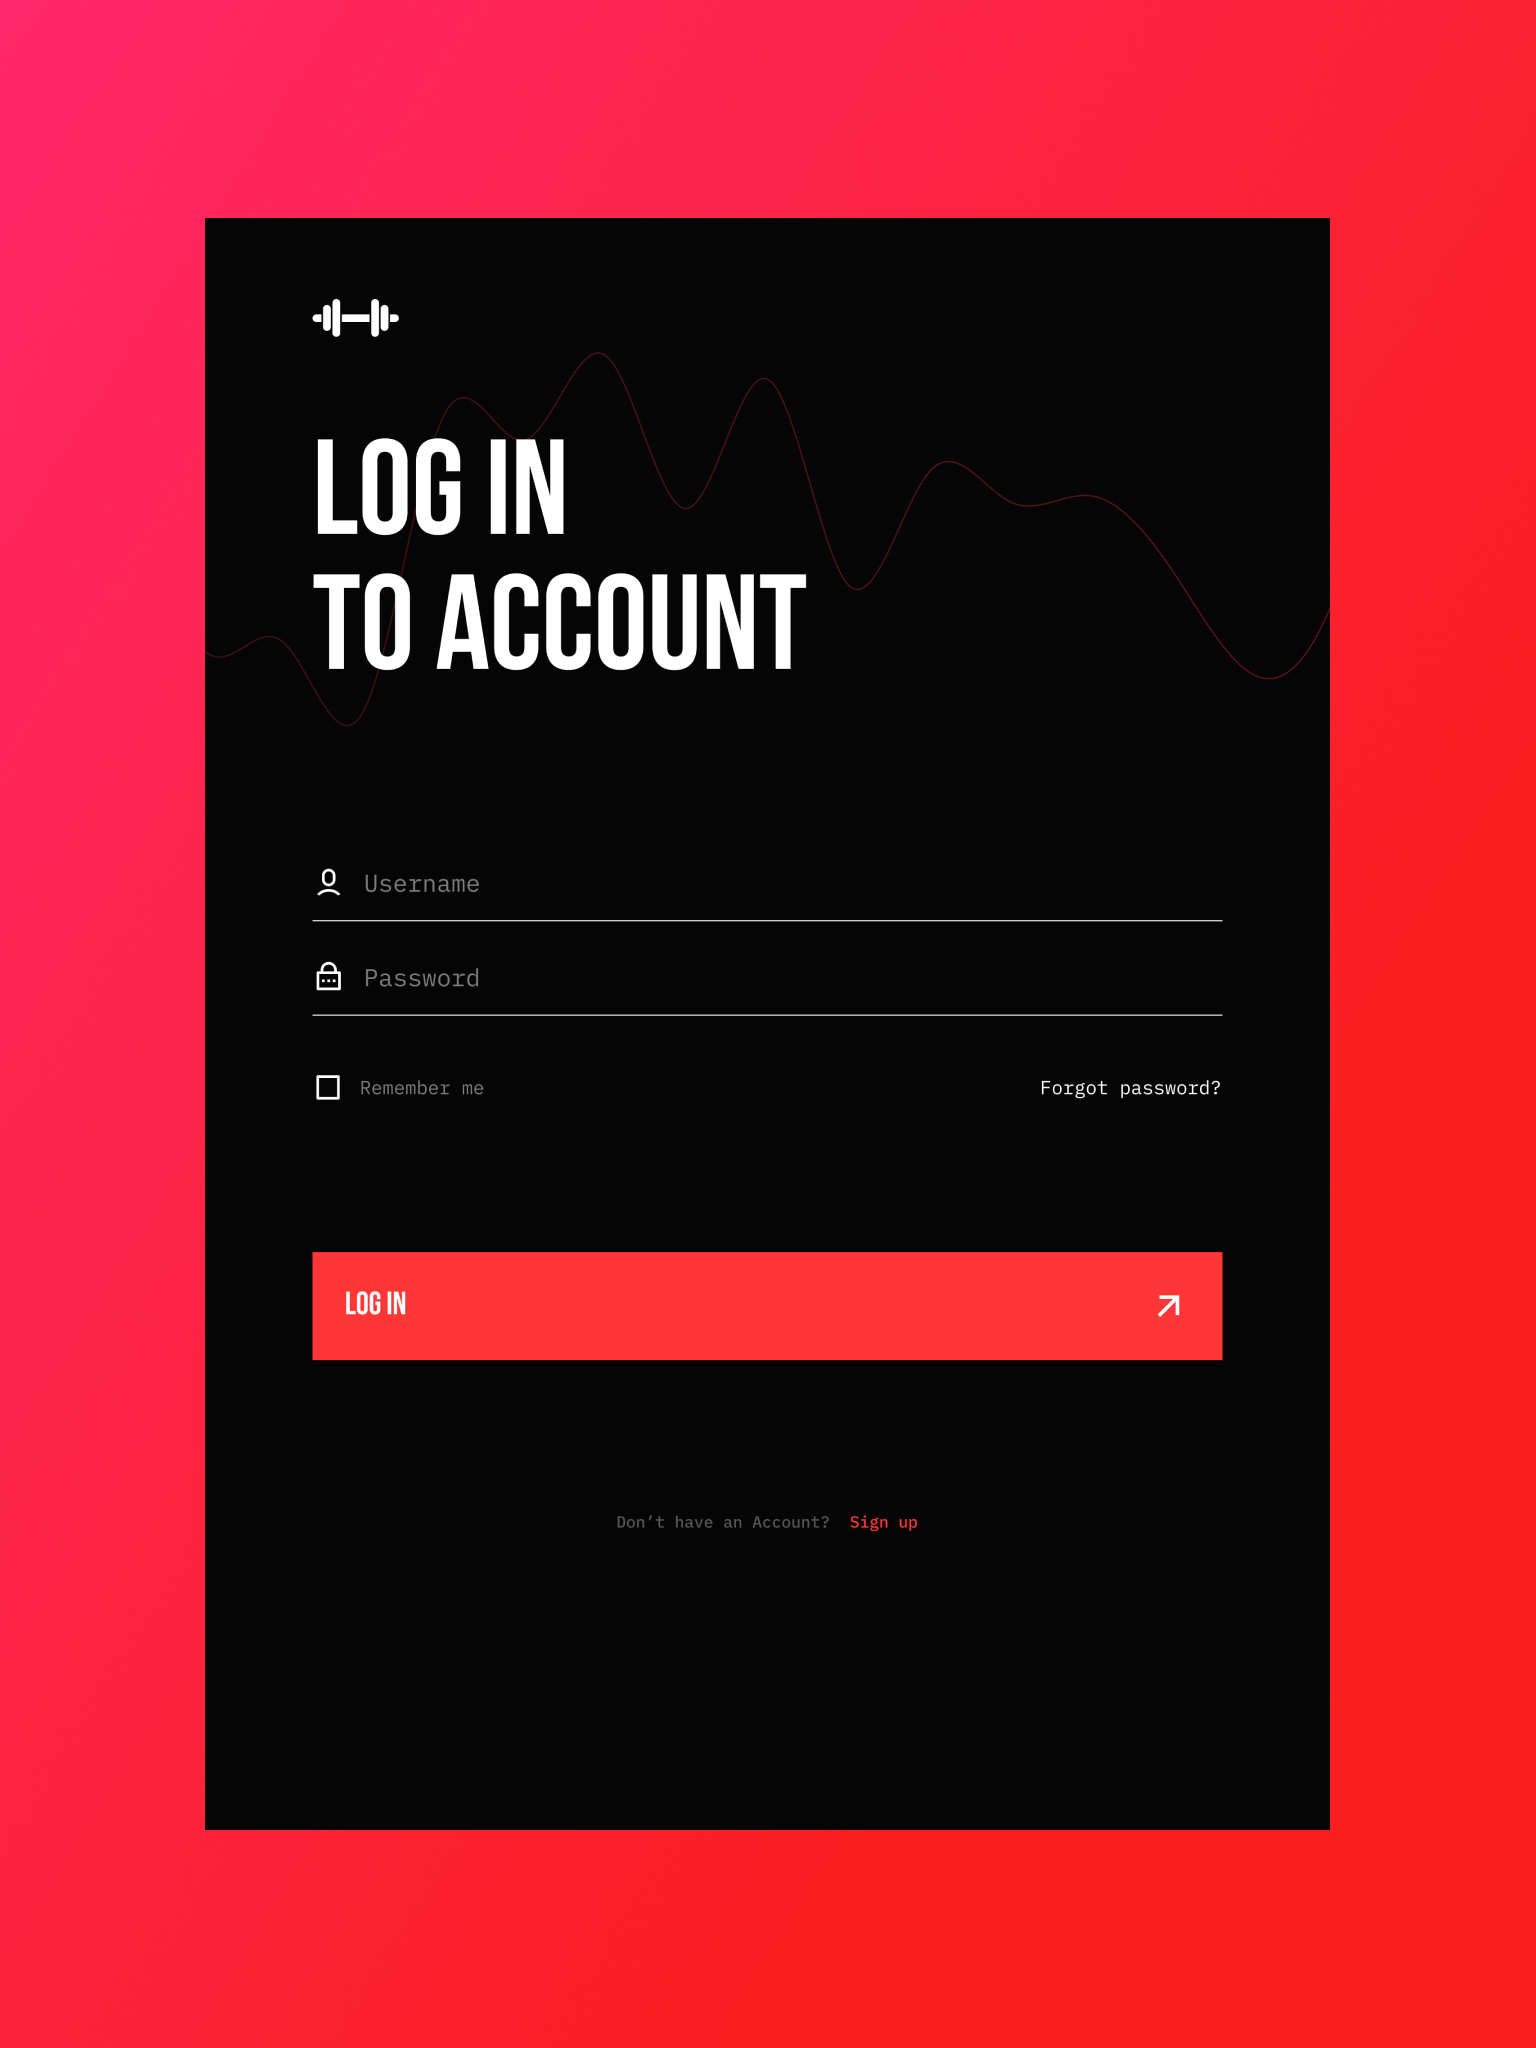 LOG IN
TO ACCOUNT
Username
Password
Remember me
Forgot password?
LOG IN
Don’t have an Account? Sign up